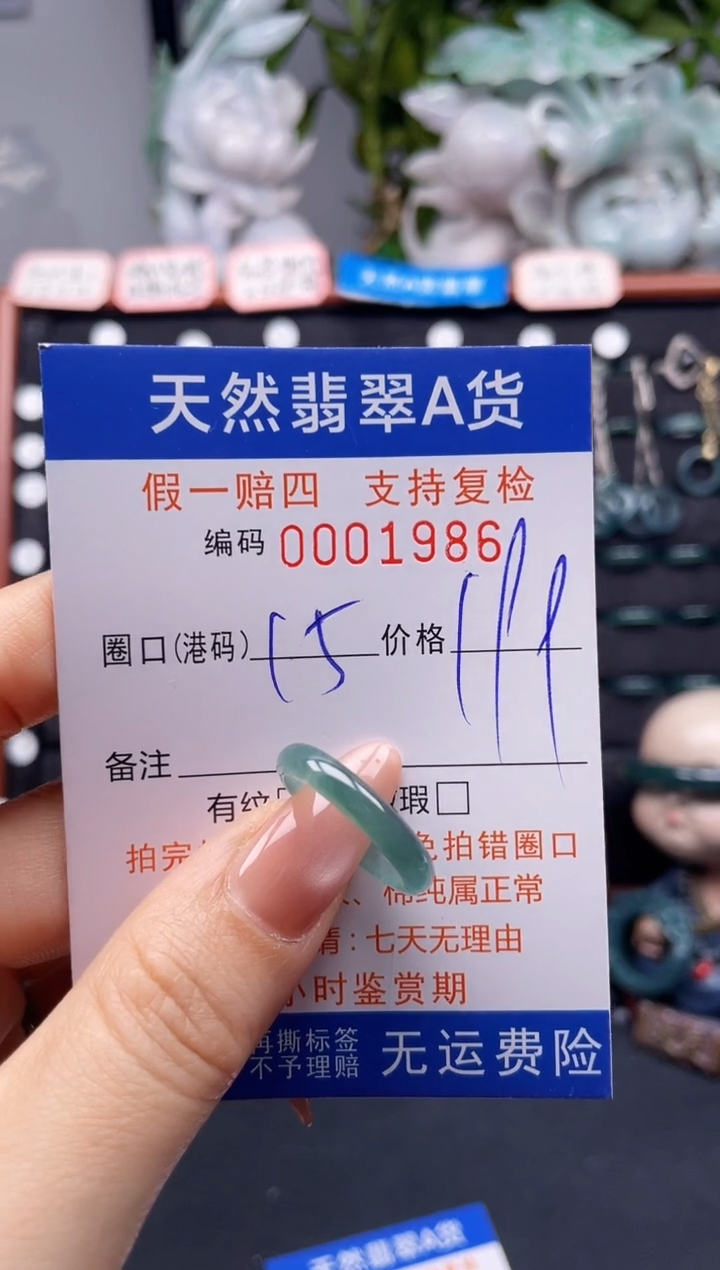 天然翡翠A货
假一赔四 支持复检
编码 0001986
圈口(港码) 15 价格 199
备注
有纹 瑕□
拍完 拍错圈口
、棉纯属正常
:七天无理由
小时鉴赏期
再撕标签
不予理赔 无运费险
天然翡翠A货